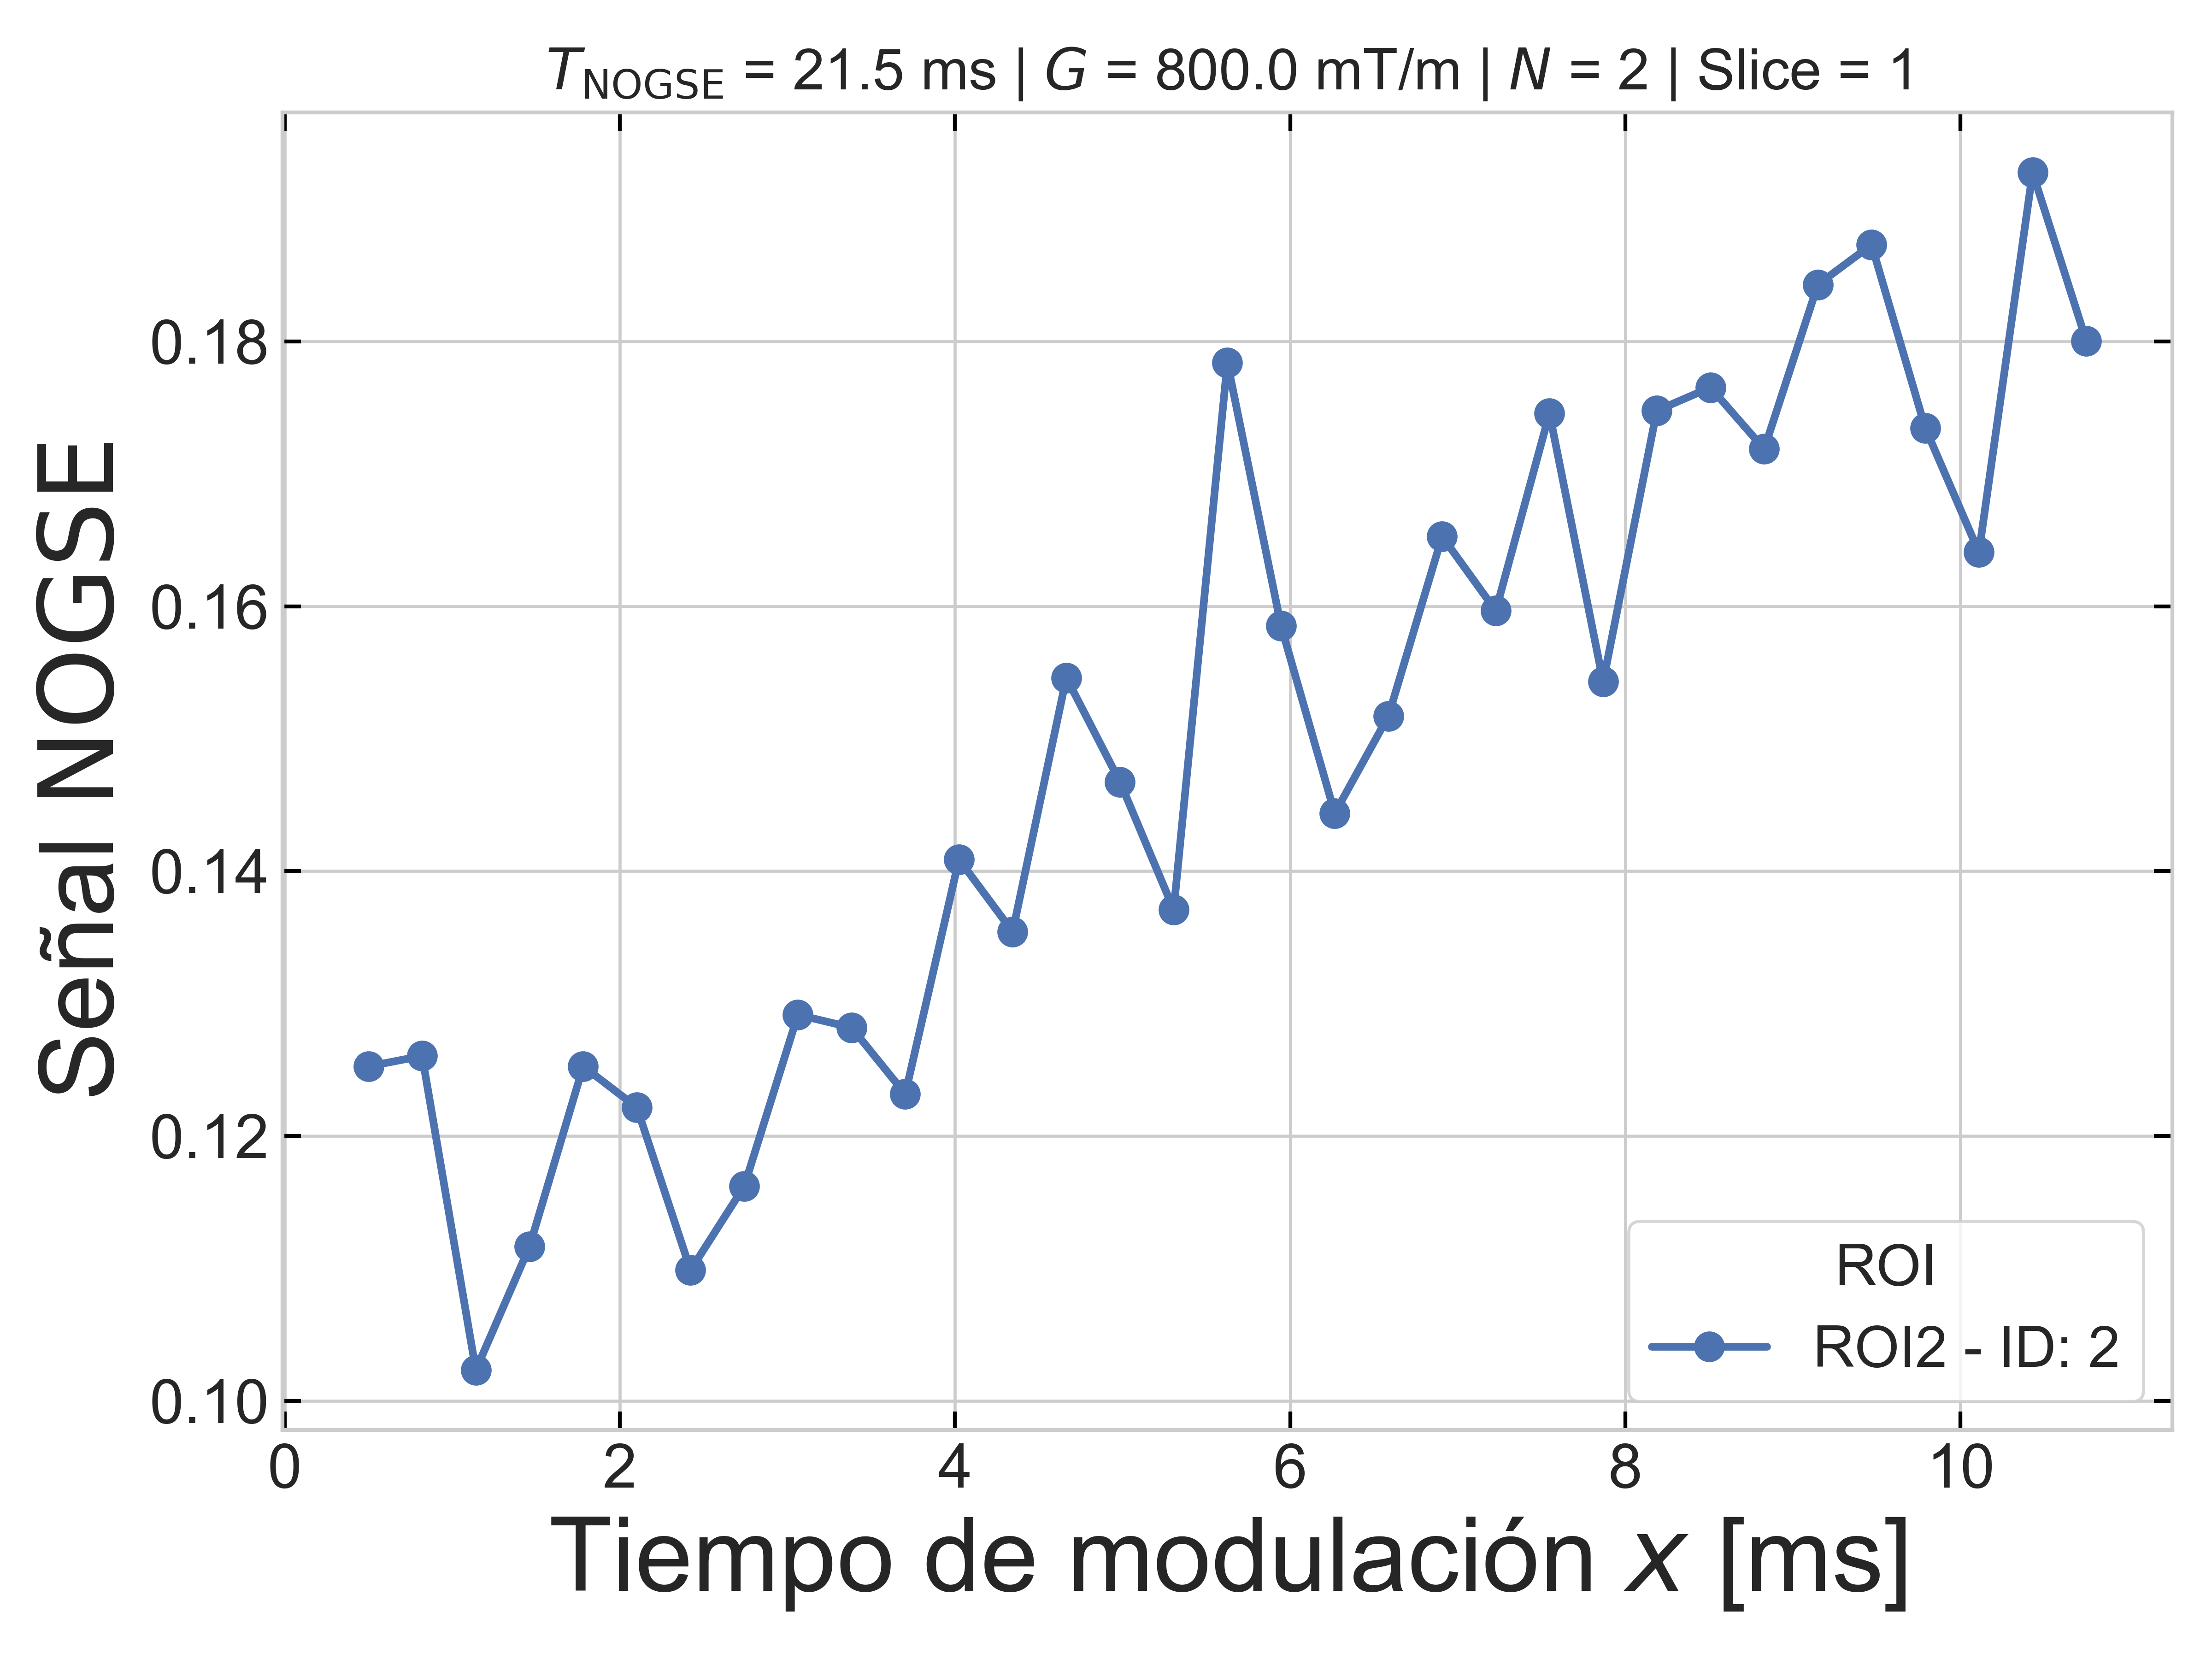 T_NOGSE = 21.5 ms | G = 800.0 mT/m | N = 2 | Slice = 1
Señal NOGSE
0.18
0.16
0.14
0.12
0.10
0 2 4 6 8 10
Tiempo de modulación x [ms]
ROI
ROI2 - ID: 2